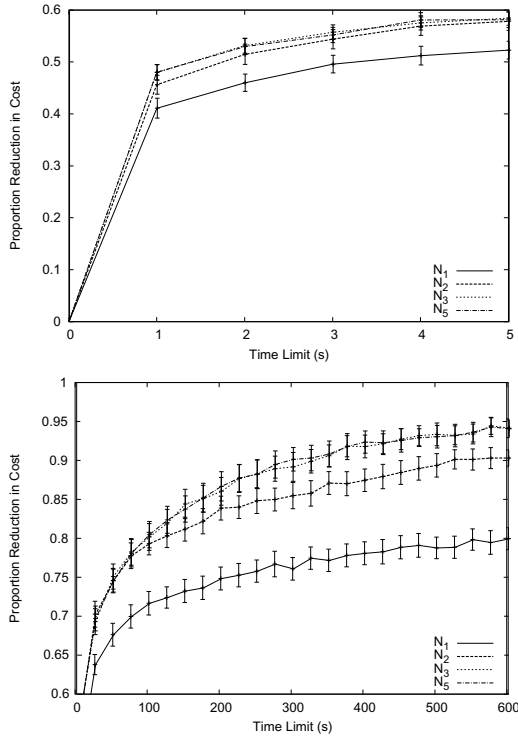 0.6
0.5
0.4
0.3
0.2
0.1
0
Proportion Reduction in Cost
N1
N2
N3
N5
0 1 2 3 4 5
Time Limit (s)
1
0.95
0.9
0.85
0.8
0.75
0.7
0.65
0.6
Proportion Reduction in Cost
N1
N2
N3
N5
0 100 200 300 400 500 600
Time Limit (s)